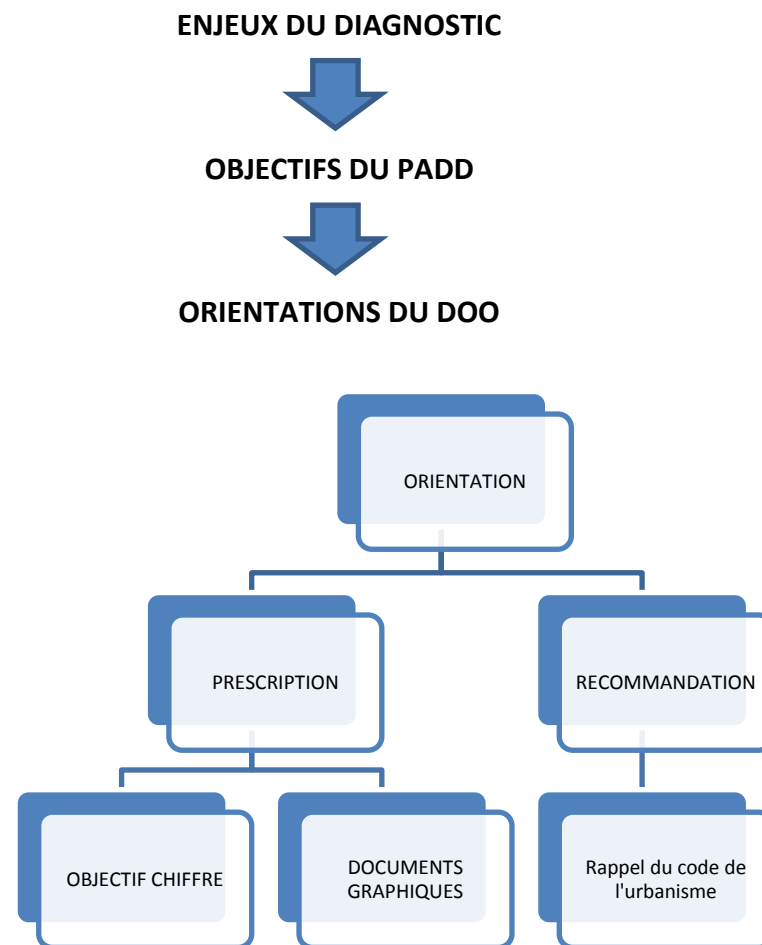 ENJEUX DU DIAGNOSTIC
OBJECTIFS DU PADD
ORIENTATIONS DU DOO
ORIENTATION
PRESCRIPTION
RECOMMANDATION
OBJECTIF CHIFFRE
DOCUMENTS
GRAPHIQUES
Rappel du code de
l'urbanisme